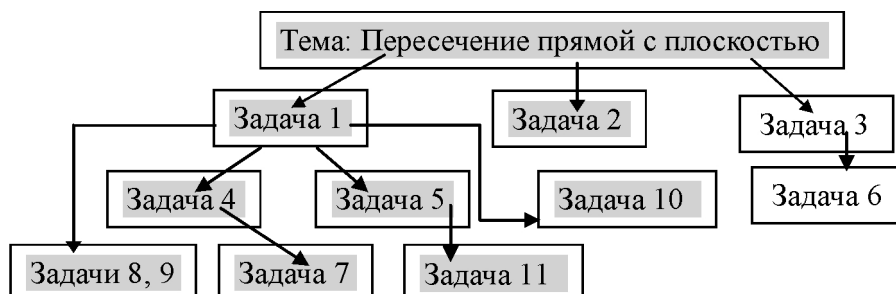 Тема: Пересечение прямой с плоскостью
Задача 1
Задача 2
Задача 3
Задача 4
Задача 5
Задача 10
Задача 6
Задачи 8, 9
Задача 7
Задача 11